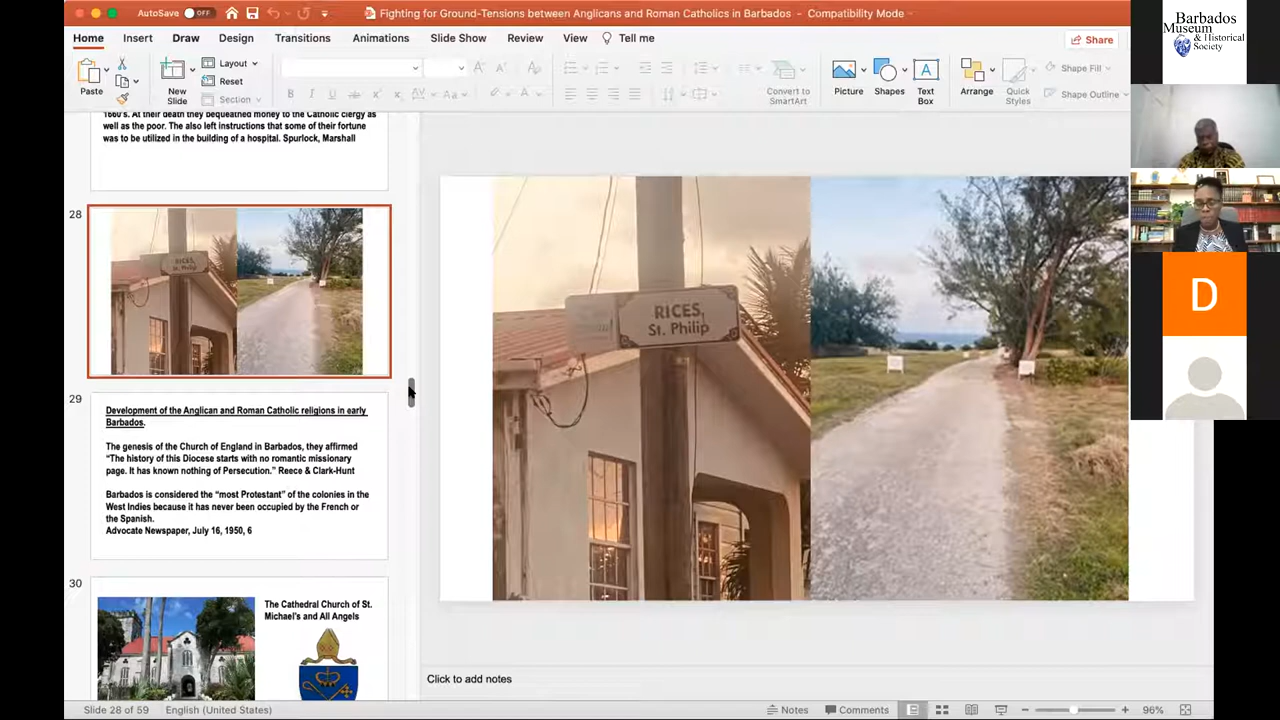 AutoSave OFF
Fighting for Ground-Tensions between Anglicans and Roman Catholics in Barbados - Compatibility Mode
Home Insert Draw Design Transitions Animations Slide Show Review View Tell me
Share
Paste
New
Slide
Layout
Reset
Section
B I U ab
Convert to
SmartArt
Picture
Shapes
Text
Box
Arrange
Quick
Styles
Shape Fill
Shape Outline
1660's. At their death they bequeathed money to the Catholic clergy as
well as the poor. The also left instructions that some of their fortune
was to be utilized in the building of a hospital. Spurlock, Marshall
28
RICES,
St. Philip
29
Development of the Anglican and Roman Catholic religions in early
Barbados.
The genesis of the Church of England in Barbados, they affirmed
"The history of this Diocese starts with no romantic missionary
page. It has known nothing of Persecution." Reece & Clark-Hunt
Barbados is considered the "most Protestant" of the colonies in the
West Indies because it has never been occupied by the French or
the Spanish.
Advocate Newspaper, July 16, 1950, 6
30
The Cathedral Church of St.
Michael's and All Angels
RICES,
St. Philip
Click to add notes
Slide 28 of 59
English (United States)
Notes
Comments
96%
Barbados
Museum
& Historical
Society
D